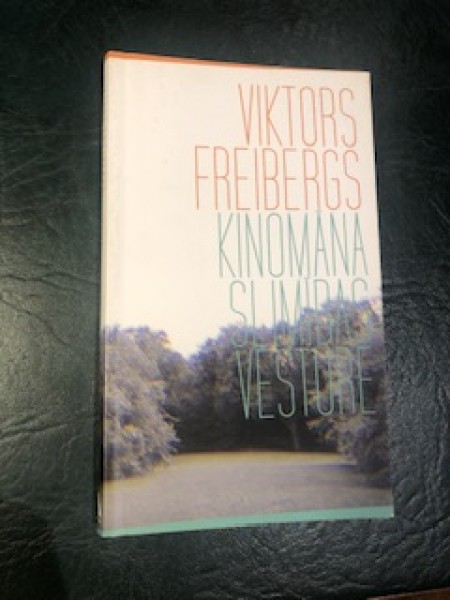 VIKTORS
FREIBERGS
KINOMĀNA
SLIMĪBAS
VĒSTURE